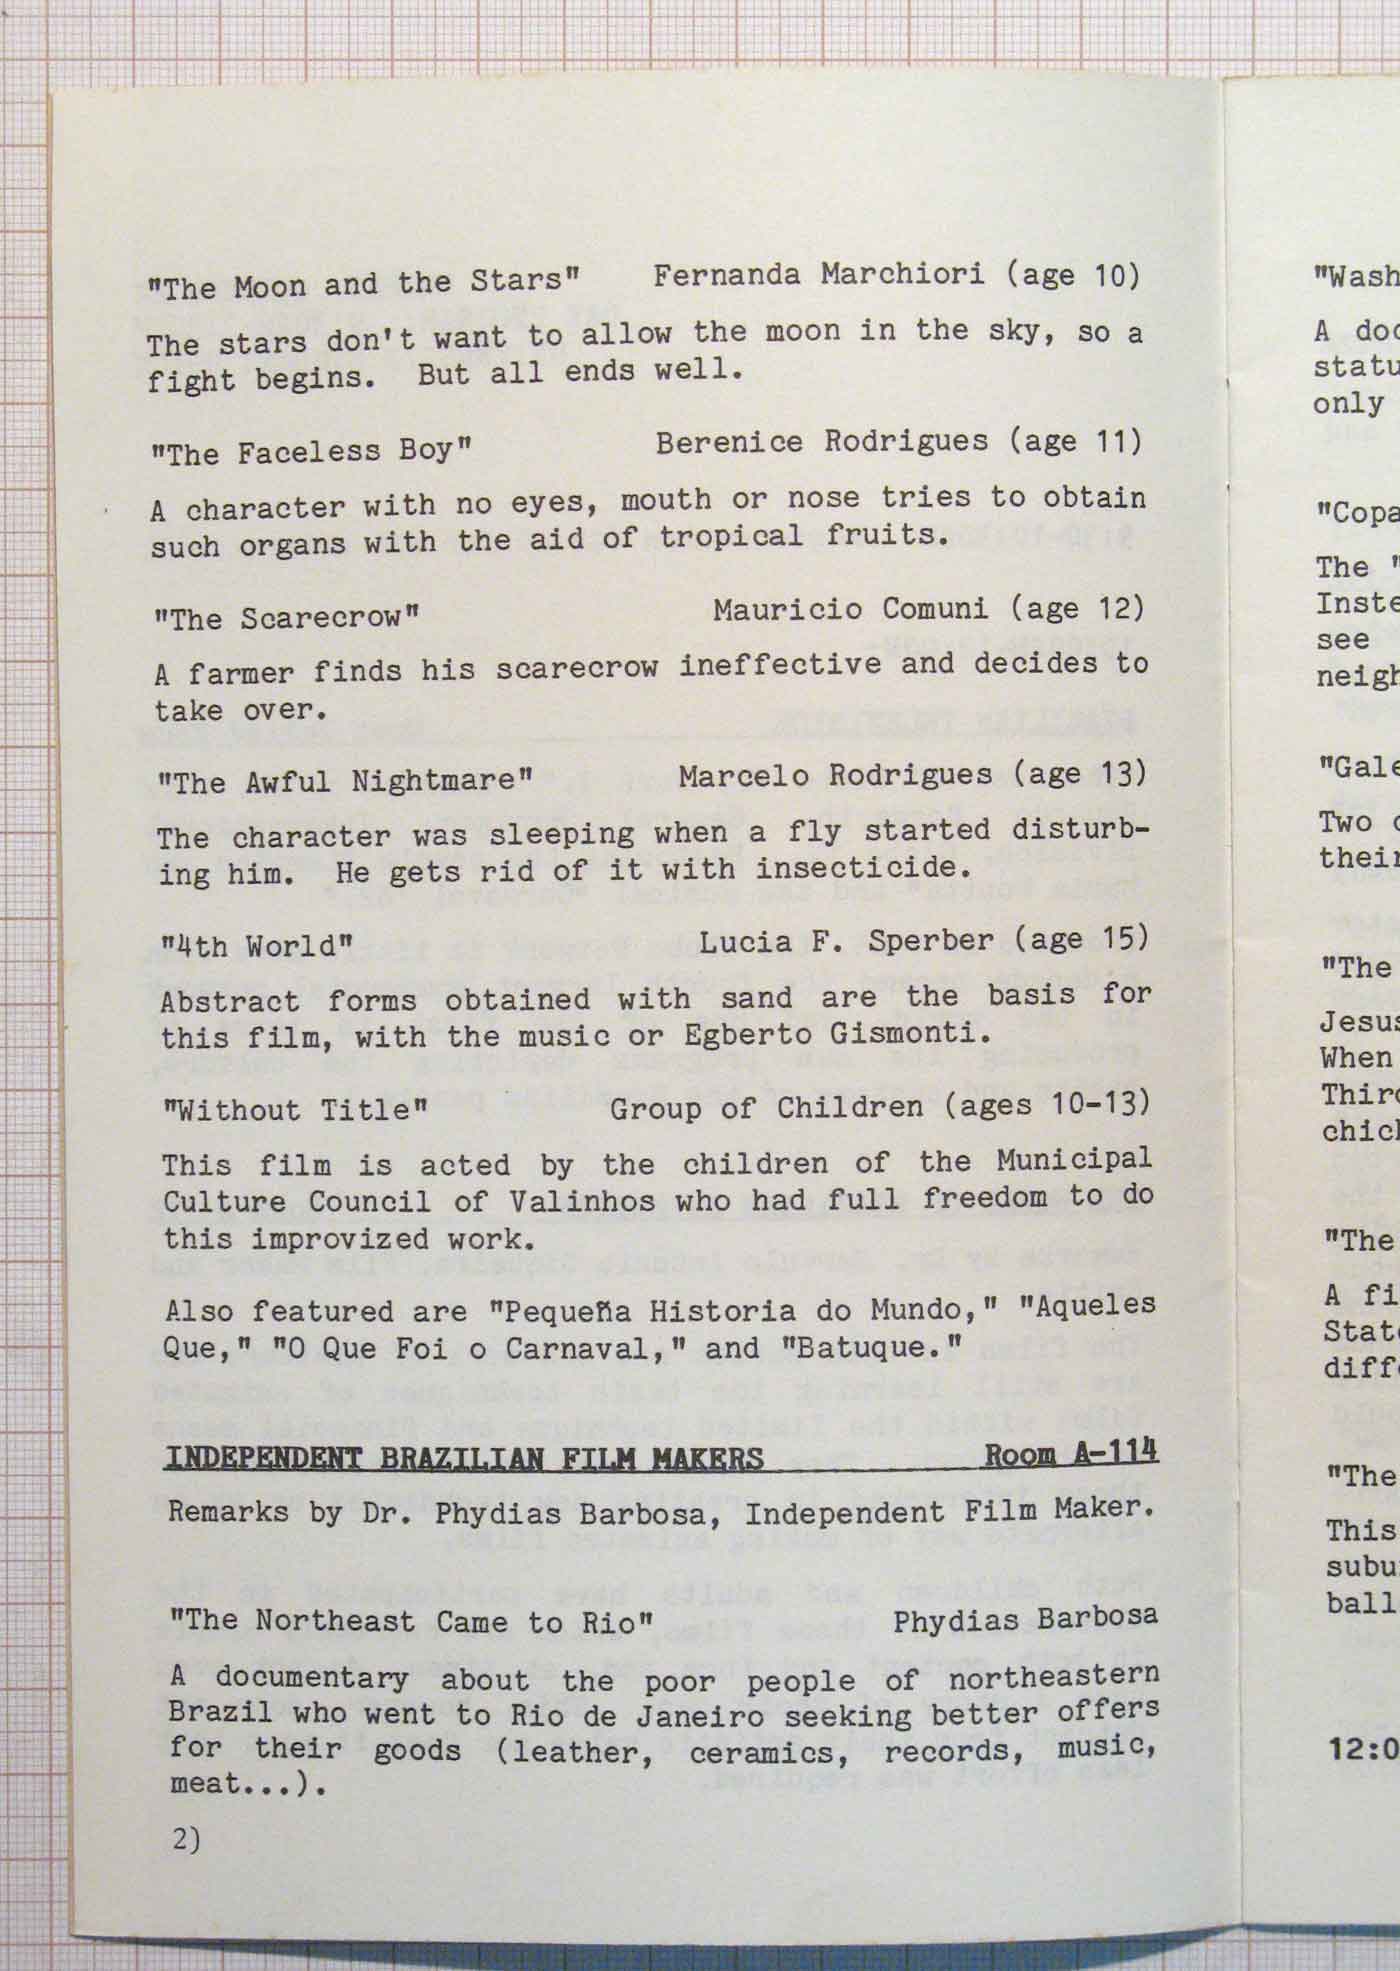 "The Moon and the Stars" Fernanda Marchiori (age 10)
The stars don't want to allow the moon in the sky, so a
fight begins. But all ends well.
"The Faceless Boy" Berenice Rodrigues (age 11)
A character with no eyes, mouth or nose tries to obtain
such organs with the aid of tropical fruits.
"The Scarecrow" Mauricio Comuni (age 12)
A farmer finds his scarecrow ineffective and decides to
take over.
"The Awful Nightmare" Marcelo Rodrigues (age 13)
The character was sleeping when a fly started disturb-
ing him. He gets rid of it with insecticide.
"4th World" Lucia F. Sperber (age 15)
Abstract forms obtained with sand are the basis for
this film, with the music or Egberto Gismonti.
"Without Title" Group of Children (ages 10-13)
This film is acted by the children of the Municipal
Culture Council of Valinhos who had full freedom to do
this improvized work.
Also featured are "Pequeña Historia do Mundo," "Aqueles
Que," "O Que Foi o Carnaval," and "Batuque."
INDEPENDENT BRAZILIAN FILM MAKERS Room A-114
Remarks by Dr. Phydias Barbosa, Independent Film Maker.
"The Northeast Came to Rio" Phydias Barbosa
A documentary about the poor people of northeastern
Brazil who went to Rio de Janeiro seeking better offers
for their goods (leather, ceramics, records, music,
meat...).
2)
"Wash
A doc
statu
only
"Copa
The "
Inste
see
neigh
"Gale
Two
their
"The
Jesus
When
Third
chick
"The
A fi
State
diffe
"The
This
subu
ball
12:0